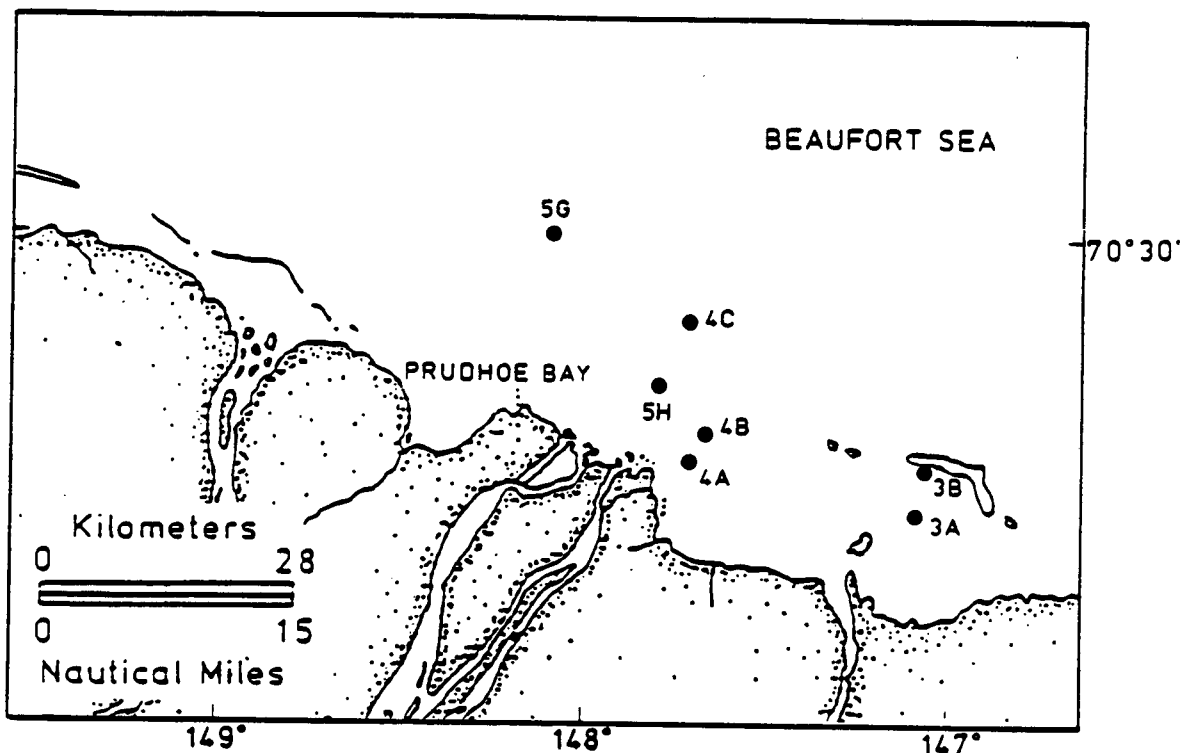 BEAUFORT SEA
5G
70°30'
4C
PRUDHOE BAY
5H
4B
4A
3B
3A
Kilometers
0 28
0 15
Nautical Miles
149°
148°
147°